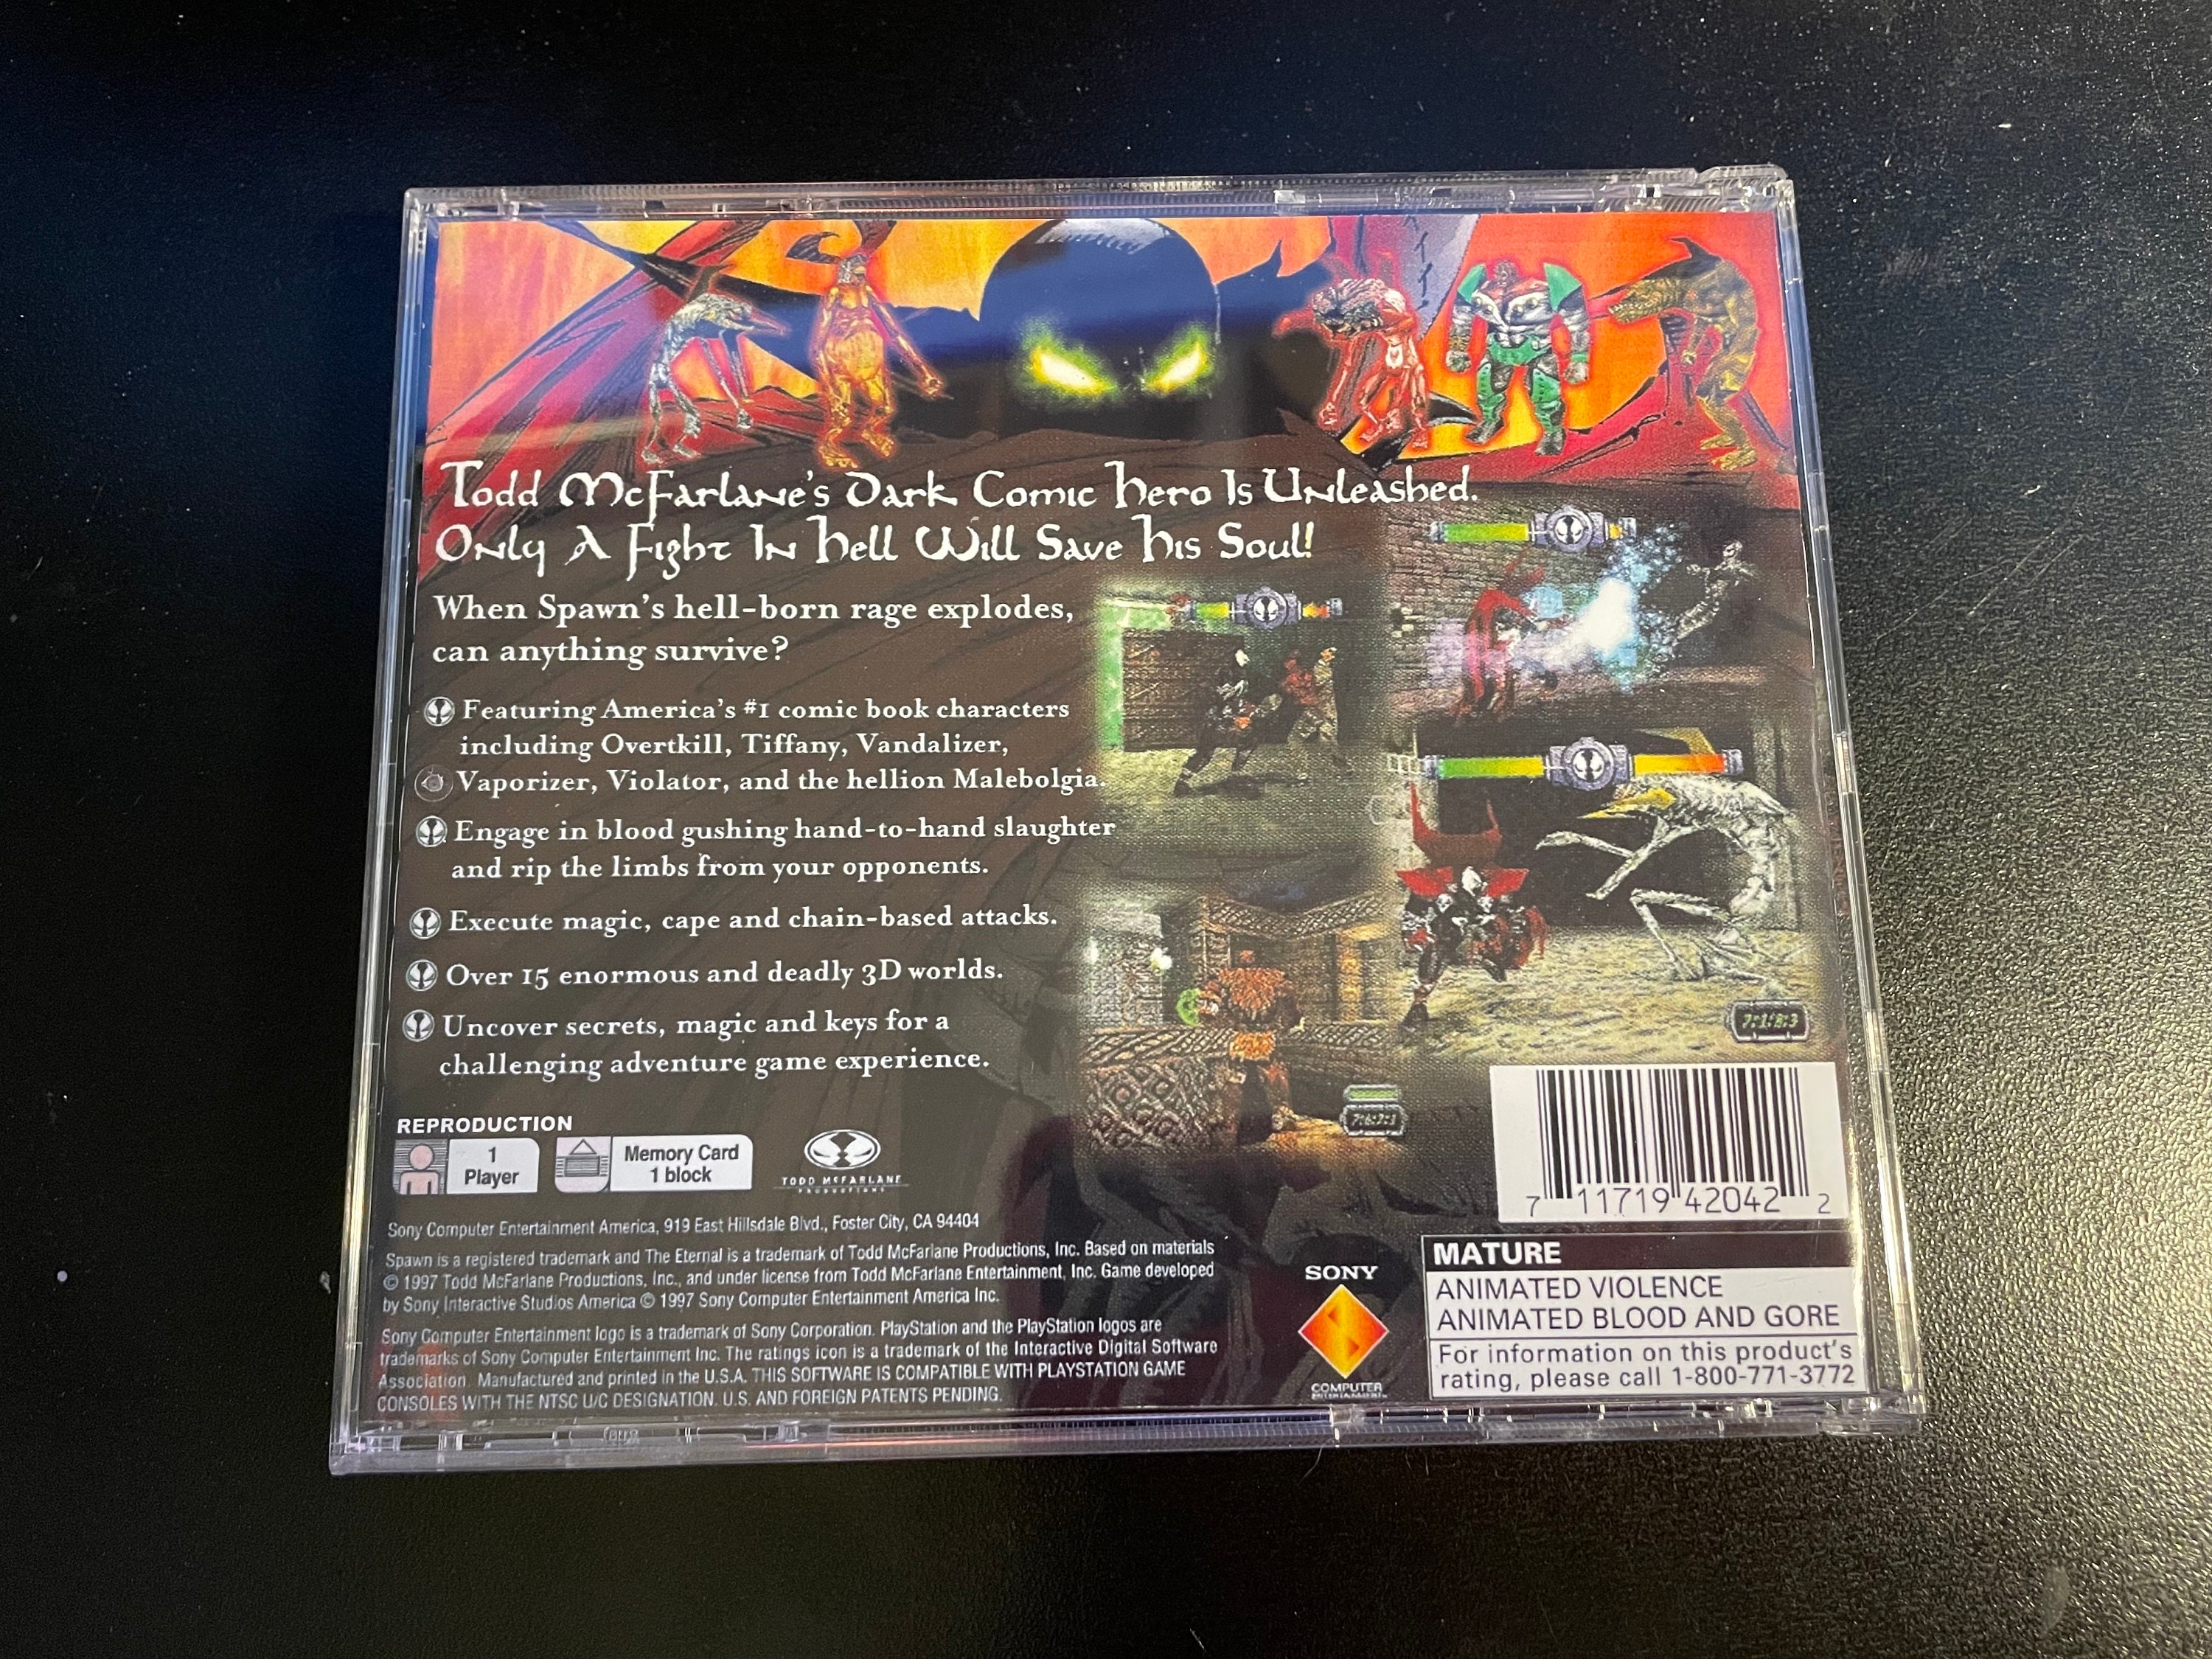 Todd McFarlane's Dark Comic Hero Is Unleashed.
Only A Fight In Hell Will Save His Soul!
When Spawn's hell-born rage explodes,
can anything survive?
Featuring America's #1 comic book characters
including Overtkill, Tiffany, Vandalizer,
Vaporizer, Violator, and the hellion Malebolgia.
Engage in blood gushing hand-to-hand slaughter
and rip the limbs from your opponents.
Execute magic, cape and chain-based attacks.
Over 15 enormous and deadly 3D worlds.
Uncover secrets, magic and keys for a
challenging adventure game experience.
REPRODUCTION
1
Player
Memory Card
1 block
TODD McFARLANE
PRODUCTIONS
7 11719 42042 2
Sony Computer Entertainment America, 919 East Hillsdale Blvd., Foster City, CA 94404
Spawn is a registered trademark and The Eternal is a trademark of Todd McFarlane Productions, Inc. Based on materials
© 1997 Todd McFarlane Productions, Inc., and under license from Todd McFarlane Entertainment, Inc. Game developed
by Sony Interactive Studios America © 1997 Sony Computer Entertainment America Inc.
Sony Computer Entertainment logo is a trademark of Sony Corporation. PlayStation and the PlayStation logos are
trademarks of Sony Computer Entertainment Inc. The ratings icon is a trademark of the Interactive Digital Software
Association. Manufactured and printed in the U.S.A. THIS SOFTWARE IS COMPATIBLE WITH PLAYSTATION GAME
CONSOLES WITH THE NTSC U/C DESIGNATION. U.S. AND FOREIGN PATENTS PENDING.
SONY
COMPUTER
ENTERTAINMENT
MATURE
ANIMATED VIOLENCE
ANIMATED BLOOD AND GORE
For information on this product's
rating, please call 1-800-771-3772